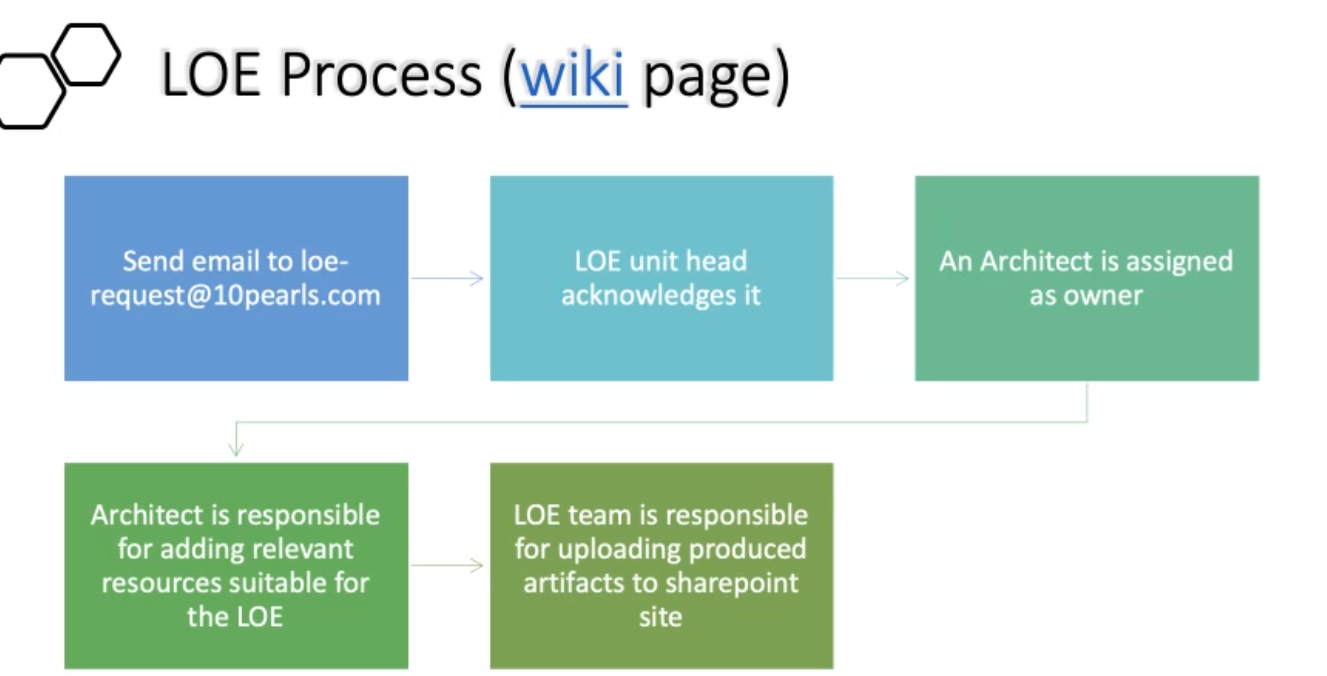 LOE Process (wiki page)
Send email to loe-
request@10pearls.com
LOE unit head
acknowledges it
An Architect is assigned
as owner
Architect is responsible
for adding relevant
resources suitable for
the LOE
LOE team is responsible
for uploading produced
artifacts to sharepoint
site